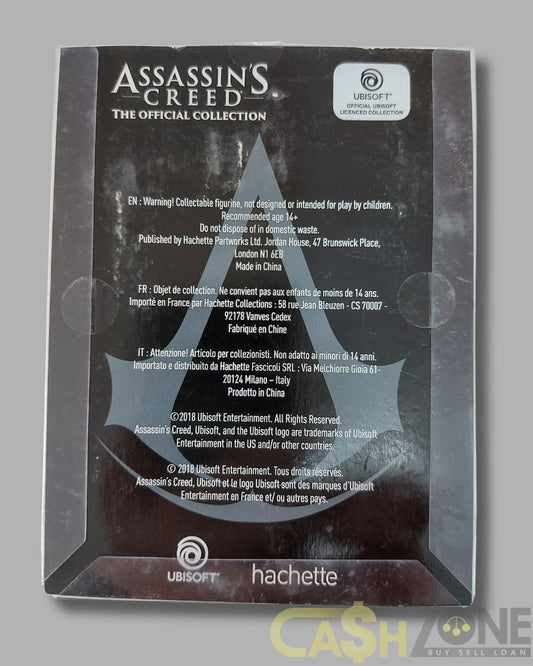 ASSASSIN'S
CREED
THE OFFICIAL COLLECTION
UBISOFT®
OFFICIAL UBISOFT
LICENCED COLLECTION
EN : Warning! Collectable figurine, not designed or intended for play by children.
Recommended age 14+
Do not dispose of in domestic waste.
Published by Hachette Partworks Ltd. Jordan House, 47 Brunswick Place,
London N1 6EB
Made in China
FR : Objet de collection. Ne convient pas aux enfants de moins de 14 ans.
Importé en France par Hachette Collections : 58 rue Jean Bleuzen - CS 70007 -
92178 Vanves Cedex
Fabriqué en Chine
IT : Attenzione! Articolo per collezionisti. Non adatto ai minori di 14 anni.
Importato e distribuito da Hachette Fascicoli SRL : Via Melchiorre Gioia 61-
20124 Milano – Italy
Prodotto in China
©2018 Ubisoft Entertainment. All Rights Reserved.
Assassin's Creed, Ubisoft, and the Ubisoft logo are trademarks of Ubisoft
Entertainment in the US and/or other countries.
© 2018 Ubisoft Entertainment. Tous droits réservés.
Assassin's Creed, Ubisoft et le logo Ubisoft sont des marques d'Ubisoft
Entertainment en France et/ ou autres pays.
UBISOFT®
hachette
CA$H ZONE
BUY SELL LOAN